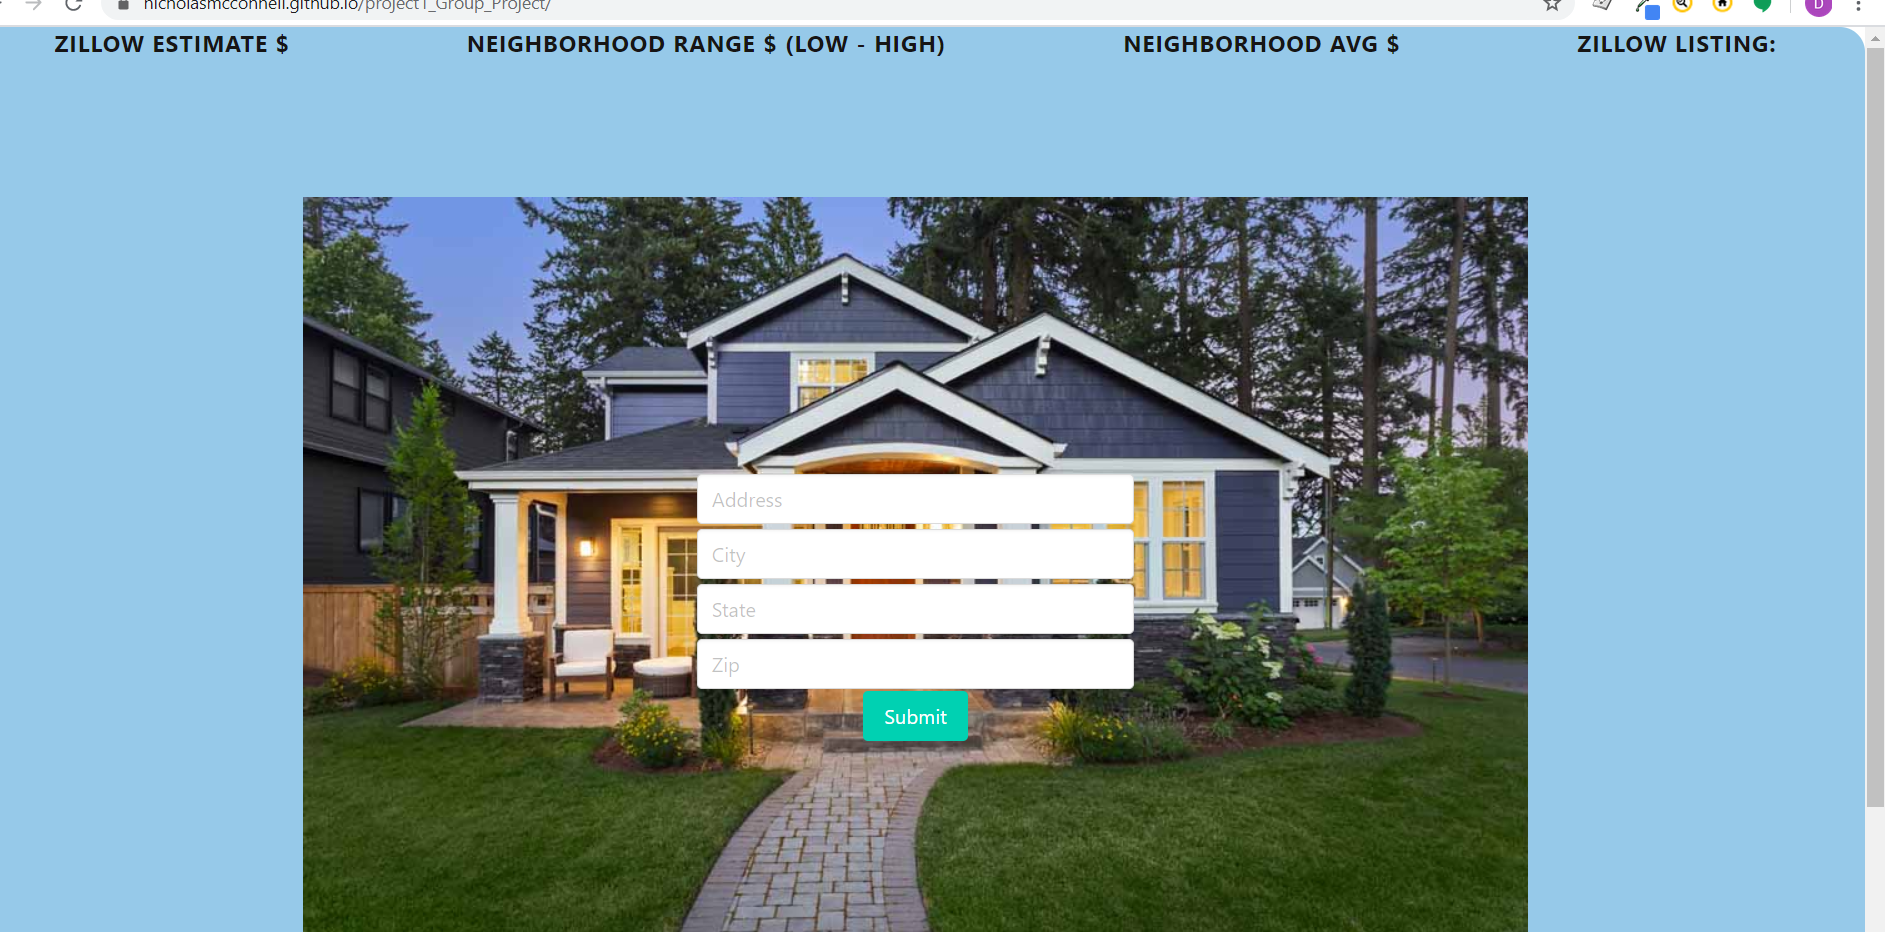 nicholasmcconnell.github.io/project1_Group_Project/
D
ZILLOW ESTIMATE $ NEIGHBORHOOD RANGE $ (LOW - HIGH) NEIGHBORHOOD AVG $ ZILLOW LISTING:
Address
City
State
Zip
Submit